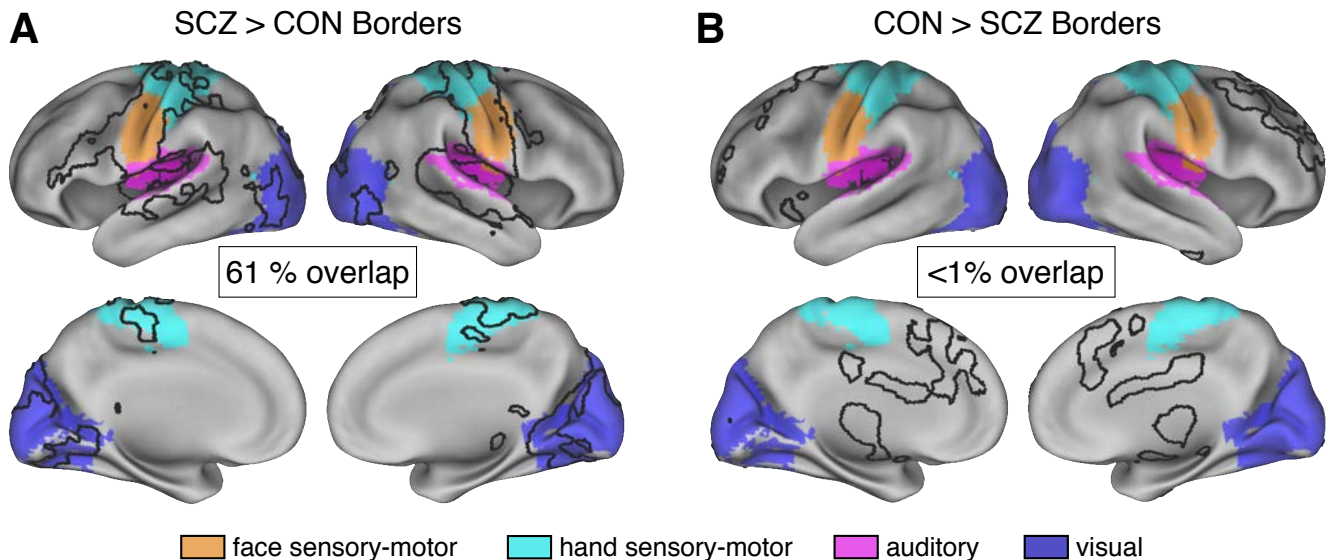 A SCZ > CON Borders
B CON > SCZ Borders
61 % overlap
<1% overlap
face sensory-motor hand sensory-motor auditory visual